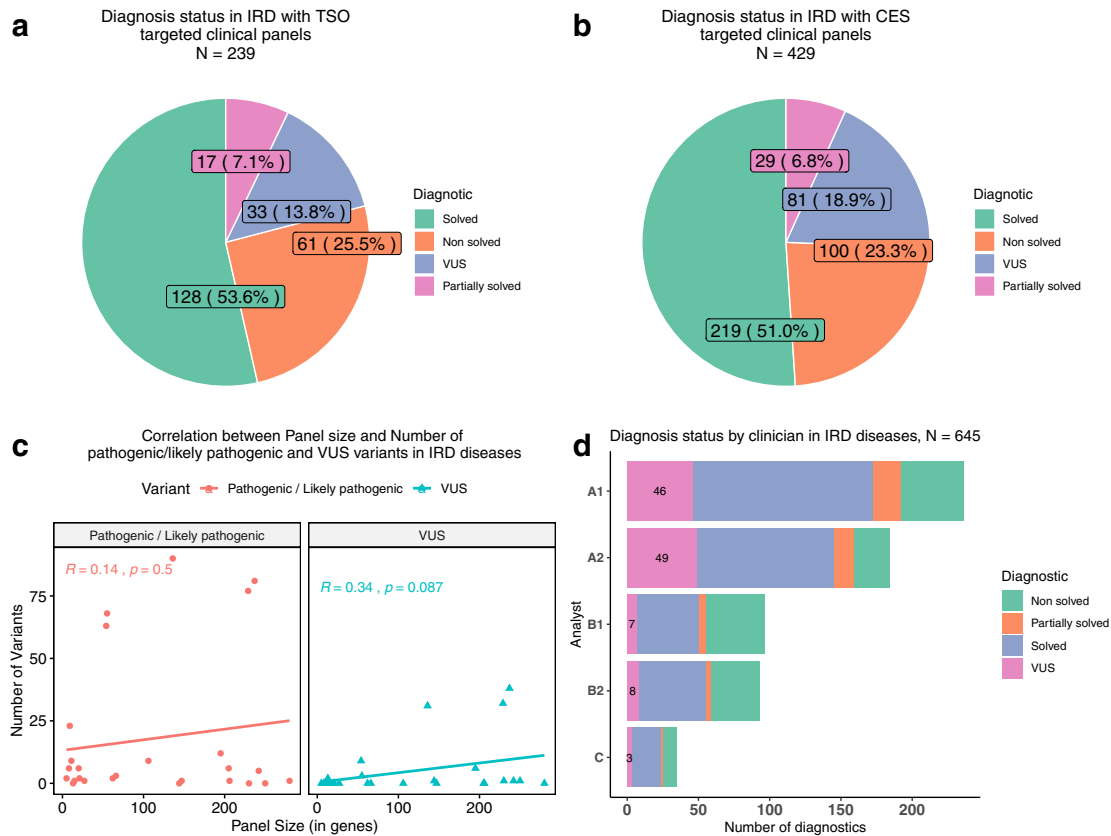 a
Diagnosis status in IRD with TSO
targeted clinical panels
N = 239
17 ( 7.1% )
33 ( 13.8% )
61 ( 25.5% )
128 ( 53.6% )
Diagnotic
Solved
Non solved
VUS
Partially solved
b
Diagnosis status in IRD with CES
targeted clinical panels
N = 429
29 ( 6.8% )
81 ( 18.9% )
100 ( 23.3% )
219 ( 51.0% )
Diagnotic
Solved
Non solved
VUS
Partially solved
c
Correlation between Panel size and Number of
pathogenic/likely pathogenic and VUS variants in IRD diseases
Variant a Pathogenic / Likely pathogenic a VUS
Pathogenic / Likely pathogenic
VUS
R = 0.14 , p = 0.5
R = 0.34 , p = 0.087
Number of Variants
75
50
25
0
0 100 200
0 100 200
Panel Size (in genes)
d
Diagnosis status by clinician in IRD diseases, N = 645
Analyst
A1
46
A2
49
B1
7
B2
8
C
3
0 50 100 150 200
Number of diagnostics
Diagnostic
Non solved
Partially solved
Solved
VUS